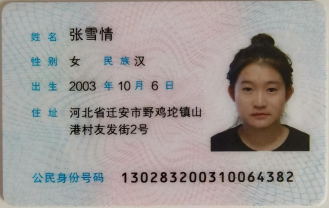 姓名 张雪情
性别 女 民族 汉
出生 2003 年 10 月 6 日
住址 河北省迁安市野鸡坨镇山
港村友发街2号
公民身份号码 130283200310064382